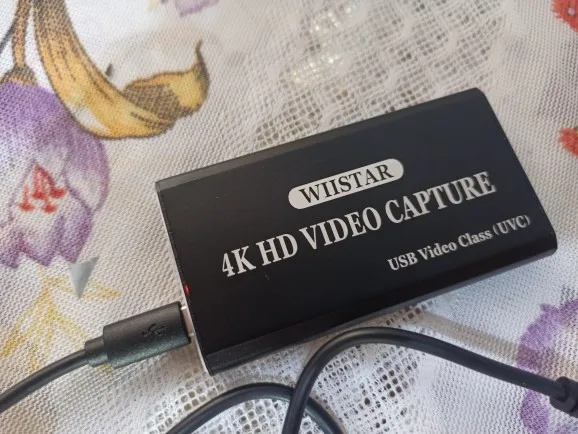 WIISTAR
4K HD VIDEO CAPTURE
USB Video Class (UVC)